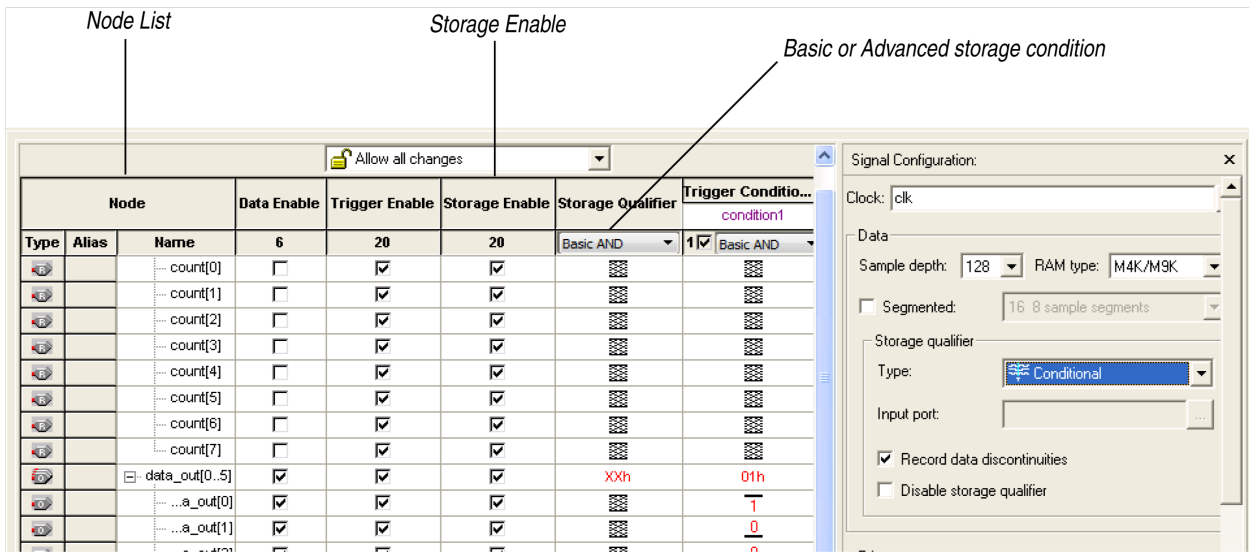 Node List
Storage Enable
Basic or Advanced storage condition
Allow all changes
Signal Configuration:
X
Node
Data Enable
Trigger Enable
Storage Enable
Storage Qualifier
Trigger Conditio...
condition1
Clock: clk
Type Alias Name 6 20 20 Basic AND 1 Basic AND
Data
Sample depth: 128 RAM type: M4K/M9K
Segmented: 16 8 sample segments
Storage qualifier
Type: Conditional
Input port: ...
Record data discontinuities
Disable storage qualifier
count[0]
count[1]
count[2]
count[3]
count[4]
count[5]
count[6]
count[7]
data_out[0..5] XXh 01h
...a_out[0] 1
...a_out[1] 0